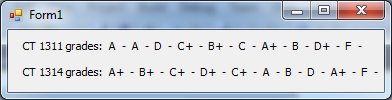 Form1
CT 1311 grades: A - A - D - C+ - B+ - C - A+ - B - D+ - F -
CT 1314 grades: A+ - B+ - C+ - D+ - C+ - A - B - D - A+ - F -